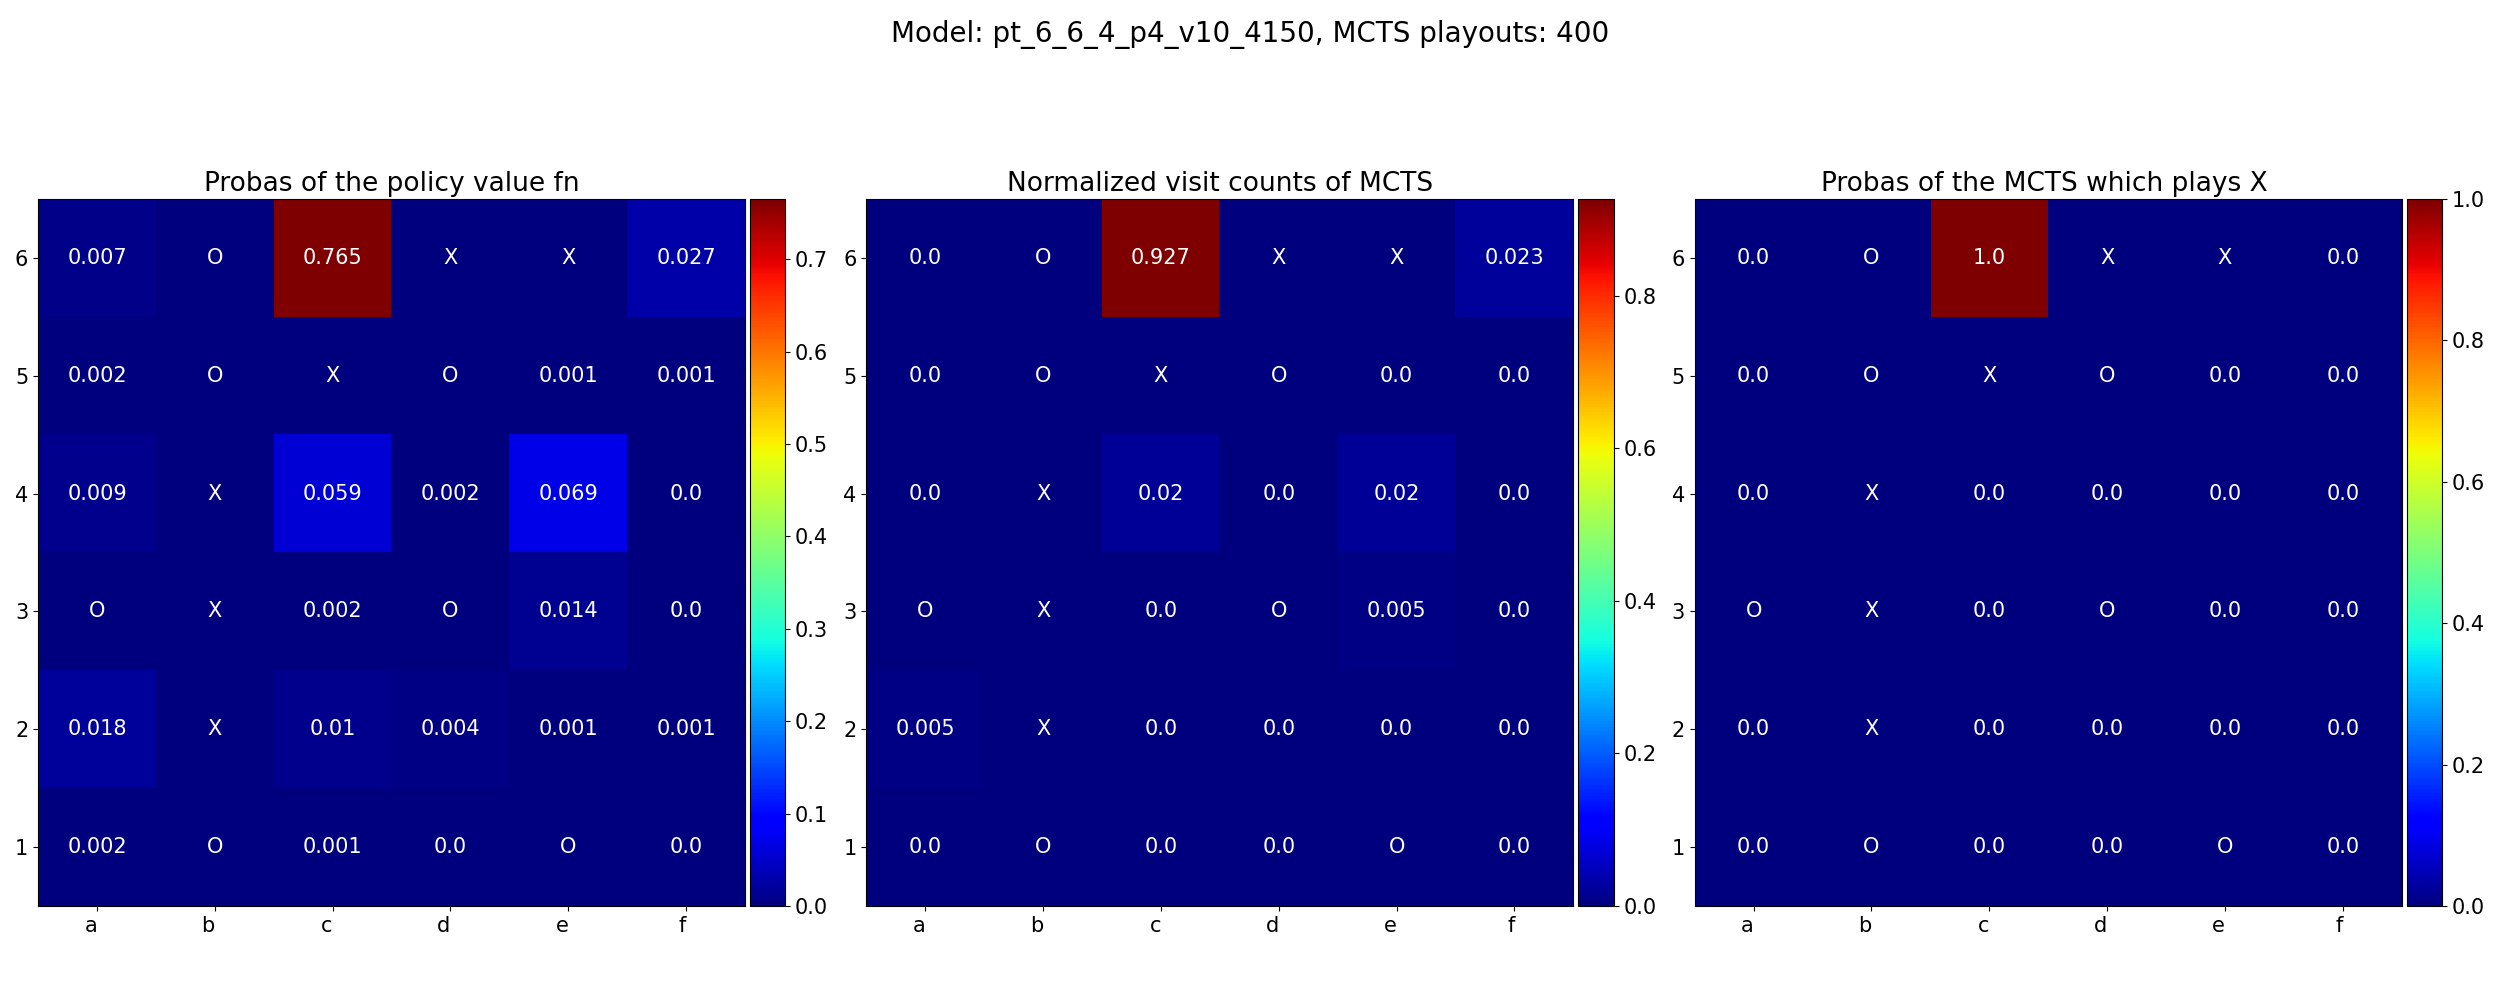 Model: pt_6_6_4_p4_v10_4150, MCTS playouts: 400
Probas of the policy value fn
6 0.007 O 0.765 X X 0.027
5 0.002 O X O 0.001 0.001
4 0.009 X 0.059 0.002 0.069 0.0
3 O X 0.002 O 0.014 0.0
2 0.018 X 0.01 0.004 0.001 0.001
1 0.002 O 0.001 0.0 O 0.0
a b c d e f
0.7
0.6
0.5
0.4
0.3
0.2
0.1
0.0
Normalized visit counts of MCTS
6 0.0 O 0.927 X X 0.023
5 0.0 O X O 0.0 0.0
4 0.0 X 0.02 0.0 0.02 0.0
3 O X 0.0 O 0.005 0.0
2 0.005 X 0.0 0.0 0.0 0.0
1 0.0 O 0.0 0.0 O 0.0
a b c d e f
0.8
0.6
0.4
0.2
0.0
Probas of the MCTS which plays X
6 0.0 O 1.0 X X 0.0
5 0.0 O X O 0.0 0.0
4 0.0 X 0.0 0.0 0.0 0.0
3 O X 0.0 O 0.0 0.0
2 0.0 X 0.0 0.0 0.0 0.0
1 0.0 O 0.0 0.0 O 0.0
a b c d e f
1.0
0.8
0.6
0.4
0.2
0.0